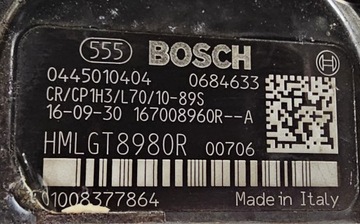 555 BOSCH
0445010404 0684633
CR/CP1H3/L70/10-89S
16-09-30 167008960R--A
HMLGT8980R 00706
01008377864 Made in Italy